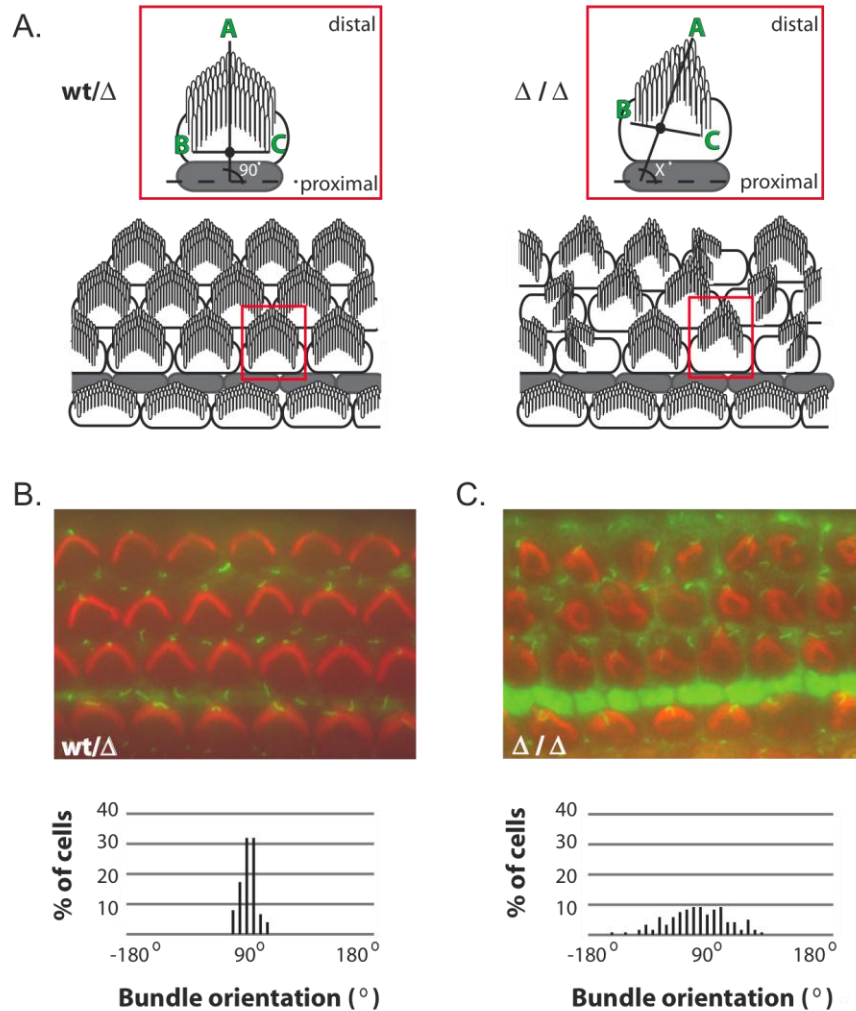 A.
wt/Δ
A
distal
B
C
90°
proximal
Δ / Δ
A
distal
B
C
X°
proximal
B.
wt/Δ
C.
Δ / Δ
% of cells
40
30
20
10
-180°
90°
180°
Bundle orientation (°)
% of cells
40
30
20
10
-180°
90°
180°
Bundle orientation (°)